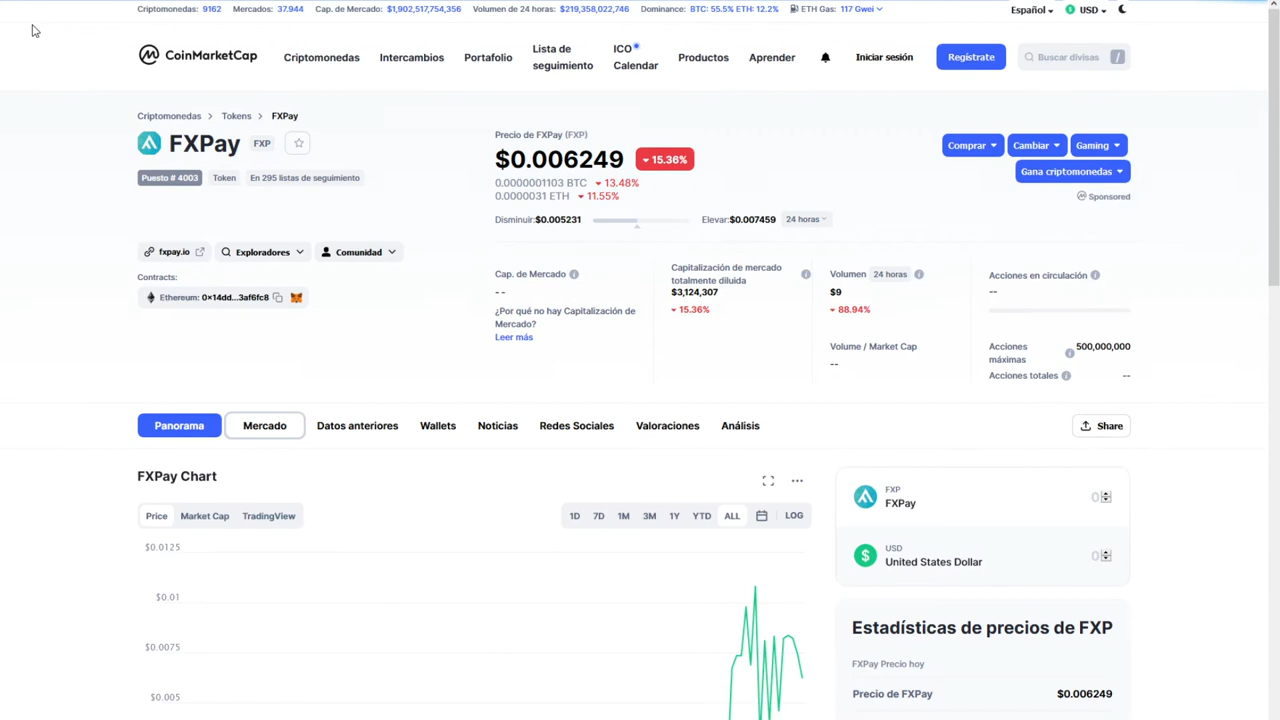 Criptomonedas: 9162 Mercados: 37.944 Cap. de Mercado: $1,902,517,754,356 Volumen de 24 horas: $219,358,022,746 Dominance: BTC: 55.5% ETH: 12.2% ETH Gas: 117 Gwei
Español USD
CoinMarketCap
Criptomonedas Intercambios Portafolio Lista de seguimiento ICO Calendar Productos Aprender Iniciar sesión Regístrate Buscar divisas /
Criptomonedas > Tokens > FXPay
FXPay FXP
Puesto # 4003 Token En 295 listas de seguimiento
fxpay.io Exploradores Comunidad
Contracts:
Ethereum: 0x14dd...3af6fc8
Precio de FXPay (FXP)
$0.006249 15.36%
0.0000001103 BTC 13.48%
0.0000031 ETH 11.55%
Disminuir:$0.005231 Elevar:$0.007459 24 horas
Comprar Cambiar Gaming
Gana criptomonedas
Sponsored
Cap. de Mercado
- -
¿Por qué no hay Capitalización de
Mercado?
Leer más
Capitalización de mercado
totalmente diluida
$3,124,307
15.36%
Volumen 24 horas
$9
88.94%
Volume / Market Cap
--
Acciones en circulación
--
Acciones
máximas
500,000,000
Acciones totales --
Panorama Mercado Datos anteriores Wallets Noticias Redes Sociales Valoraciones Análisis Share
FXPay Chart
Price Market Cap TradingView 1D 7D 1M 3M 1Y YTD ALL LOG
$0.0125
$0.01
$0.0075
$0.005
FXP
FXPay 0
USD
United States Dollar 0
Estadísticas de precios de FXP
FXPay Precio hoy
Precio de FXPay $0.006249